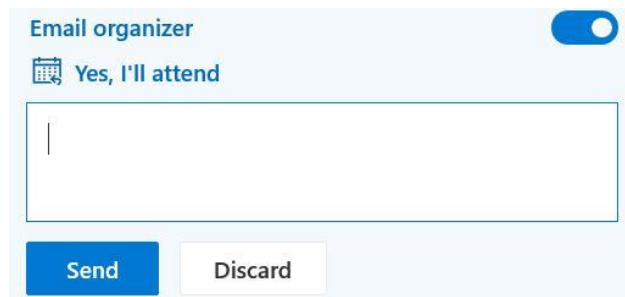 Email organizer
Yes, I'll attend
Send Discard